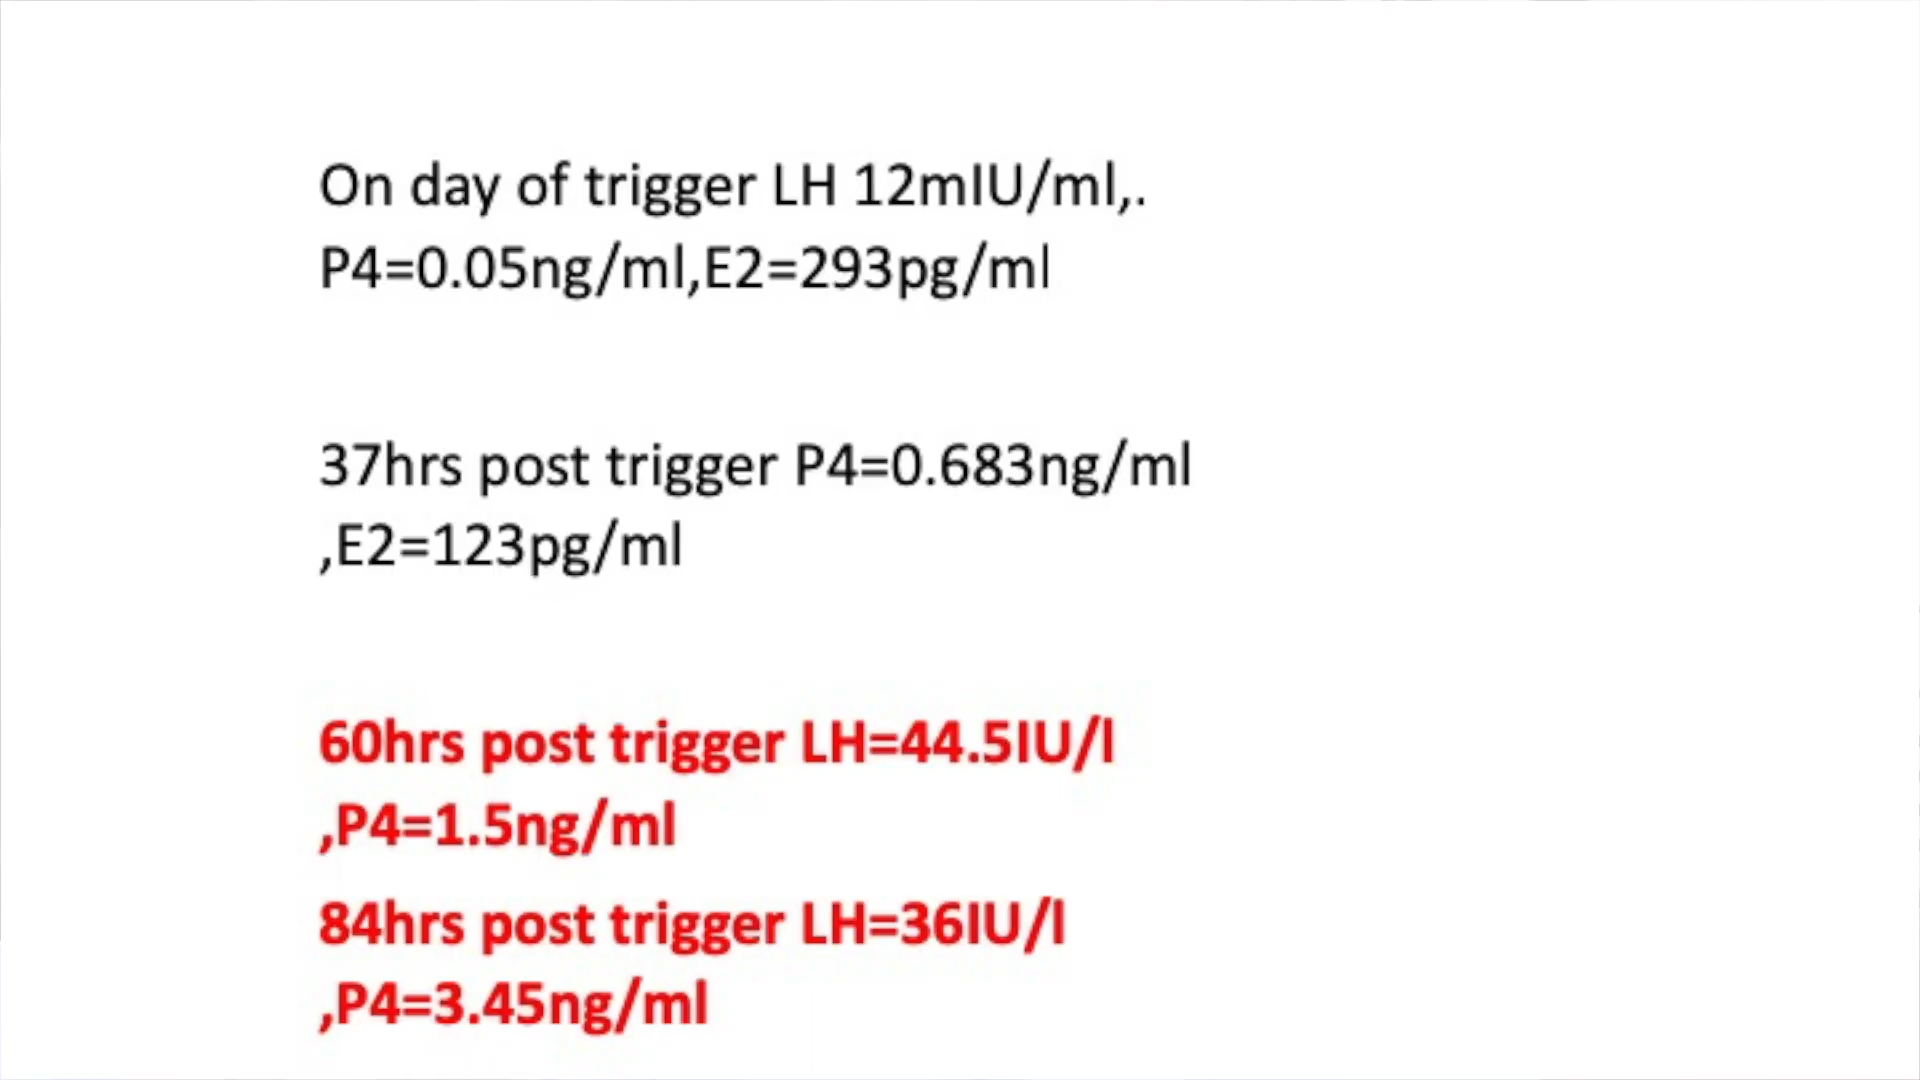 On day of trigger LH 12mIU/ml,.
P4=0.05ng/ml,E2=293pg/ml
37hrs post trigger P4=0.683ng/ml
,E2=123pg/ml
60hrs post trigger LH=44.5IU/l
,P4=1.5ng/ml
84hrs post trigger LH=36IU/l
,P4=3.45ng/ml